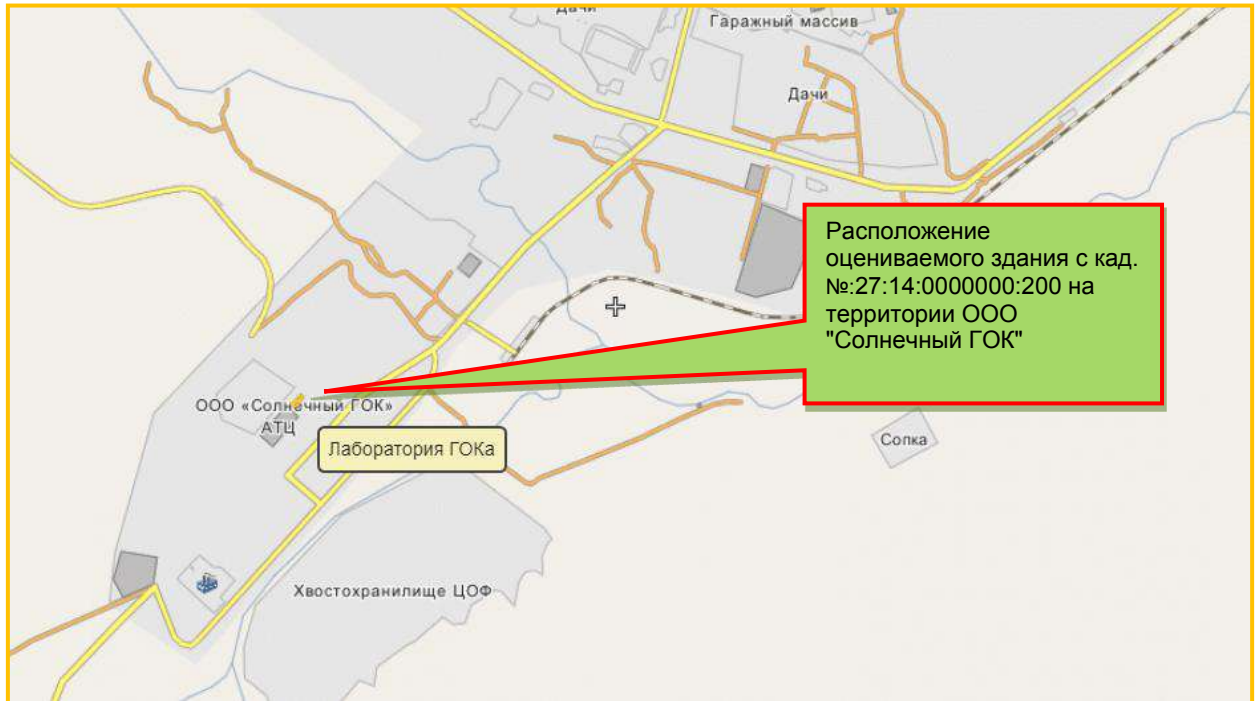 Дачи
Гаражный массив
Дачи
Расположение
оцениваемого здания с кад.
№:27:14:0000000:200 на
территории ООО
"Солнечный ГОК"
ООО «Солнечный ГОК»
АТЦ
Лаборатория ГОКа
Сопка
Хвостохранилище ЦОФ